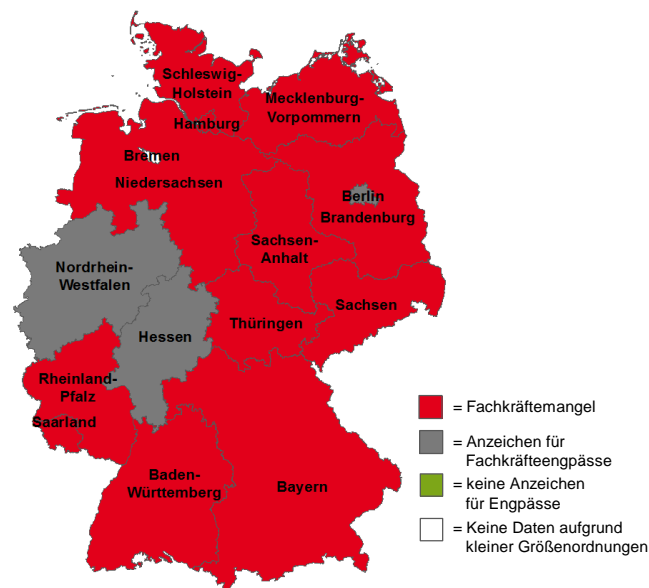 Schleswig-
Holstein
Mecklenburg-
Vorpommern
Hamburg
Bremen
Niedersachsen
Berlin
Brandenburg
Sachsen-
Anhalt
Nordrhein-
Westfalen
Sachsen
Thüringen
Hessen
Rheinland-
Pfalz
Saarland
Baden-
Württemberg
Bayern
= Fachkräftemangel
= Anzeichen für
Fachkräfteengpässe
= keine Anzeichen
für Engpässe
= Keine Daten aufgrund
kleiner Größenordnungen